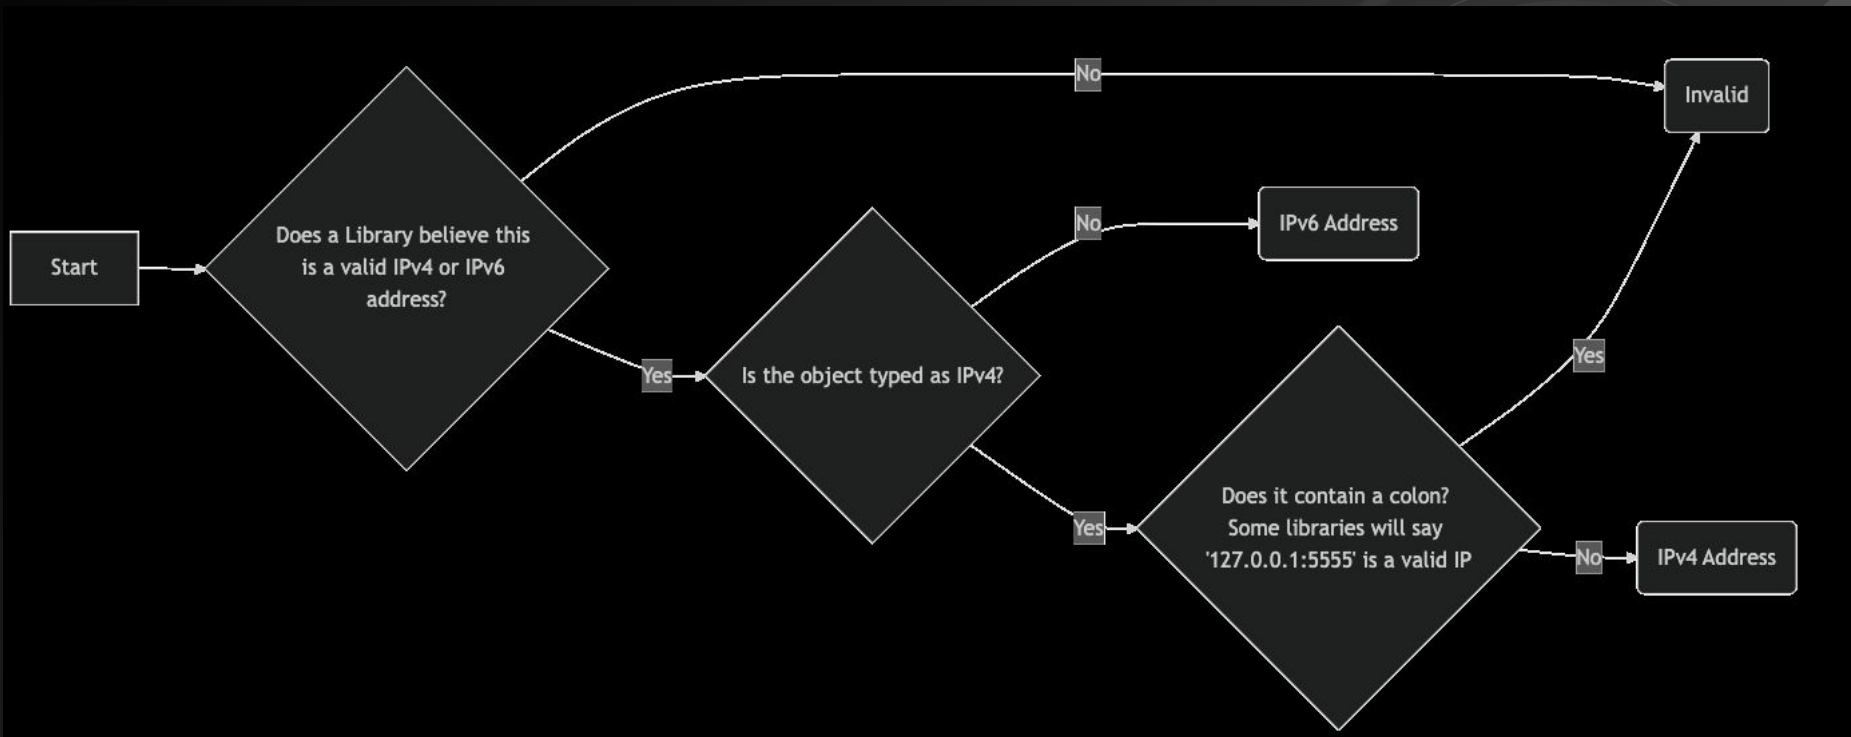 Start
Does a Library believe this
is a valid IPv4 or IPv6
address?
No
Yes
Is the object typed as IPv4?
No
Yes
IPv6 Address
Does it contain a colon?
Some libraries will say
'127.0.0.1:5555' is a valid IP
Yes
No
Invalid
IPv4 Address